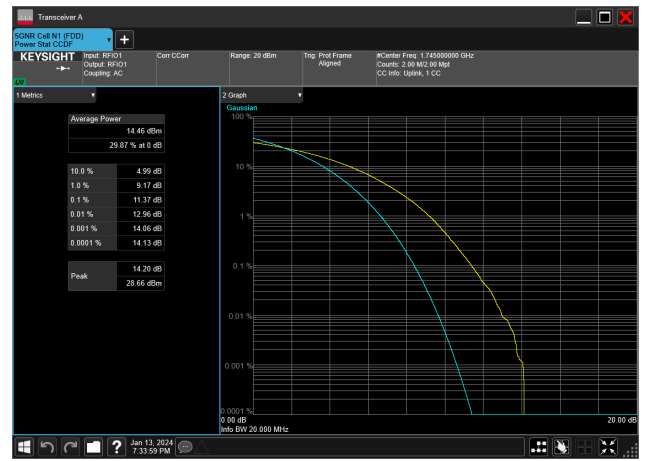 Transceiver A
5GNR Cell N1 (FDD)
Power Stat CCDF
KEYSIGHT
Input: RFIO1
Output: RFIO1
Coupling: AC
Corr CCorr
Range: 20 dBm
Trig: Prot Frame
Aligned
#Center Freq: 1.745000000 GHz
Counts: 2.00 M/2.00 Mpt
CC Info: Uplink, 1 CC
1 Metrics
Average Power
14.46 dBm
29.87 % at 0 dB
10.0 % 4.99 dB
1.0 % 9.17 dB
0.1 % 11.37 dB
0.01 % 12.96 dB
0.001 % 14.06 dB
0.0001 % 14.13 dB
Peak
14.20 dB
28.66 dBm
2 Graph
Gaussian
100 %
10 %
1 %
0.1 %
0.01 %
0.001 %
0.0001 %
0.00 dB
20.00 dB
Info BW 20.000 MHz
?
Jan 13, 2024
7:33:59 PM